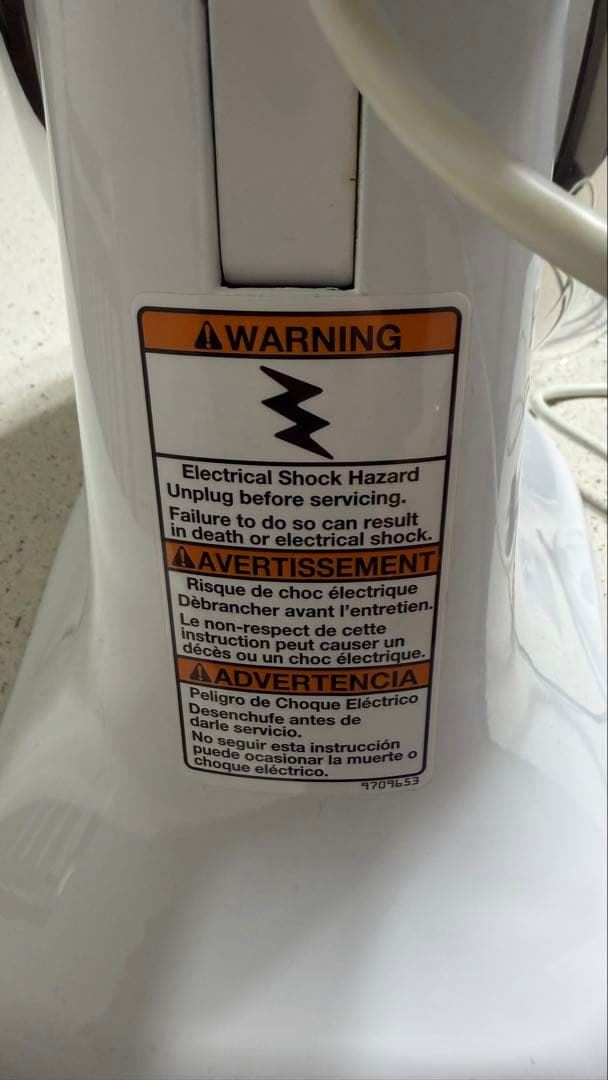 WARNING
Electrical Shock Hazard
Unplug before servicing.
Failure to do so can result
in death or electrical shock.
AVERTISSEMENT
Risque de choc électrique
Dèbrancher avant l'entretien.
Le non-respect de cette
instruction peut causer un
décès ou un choc électrique.
ADVERTENCIA
Peligro de Choque Eléctrico
Desenchufe antes de
darle servicio.
No seguir esta instrucción
puede ocasionar la muerte o
choque eléctrico.
9709653